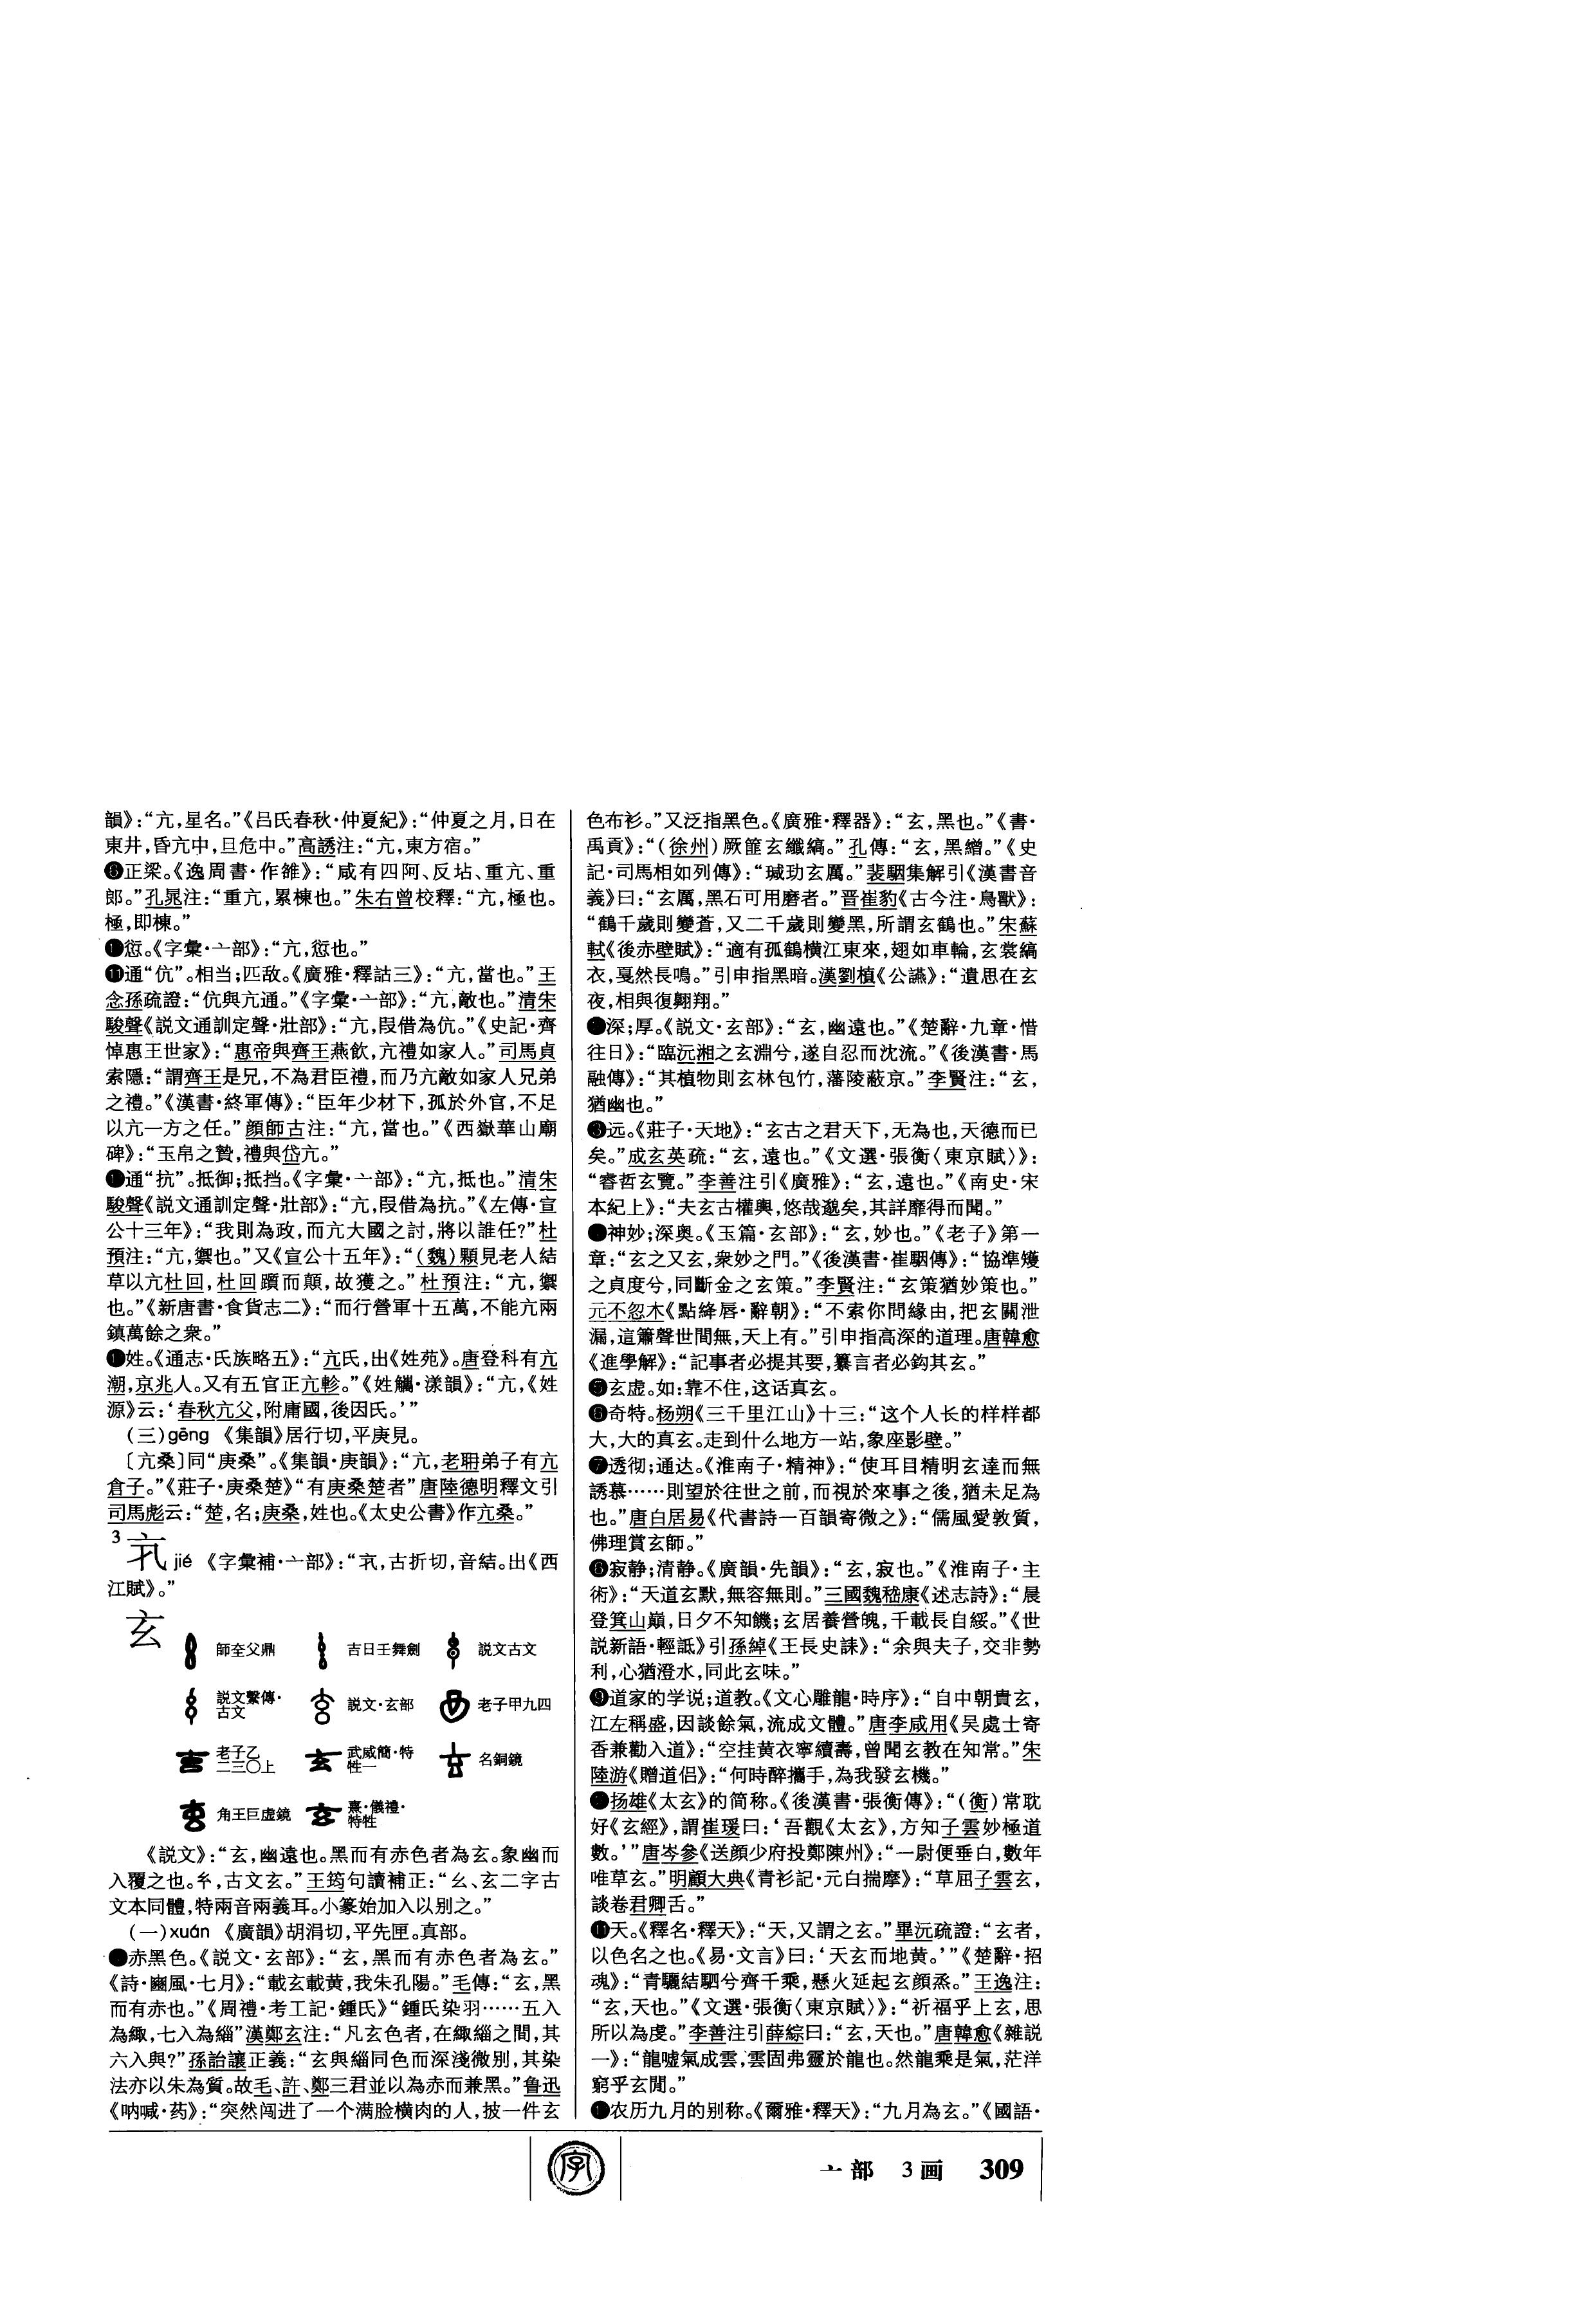 韻》：“亢，星名。”《吕氏春秋·仲夏紀》：“仲夏之月，日在
東井，昏亢中，旦危中。”高誘注：“亢，東方宿。”
❻正梁。《逸周書·作雒》：“咸有四阿、反坫、重亢、重
郎。”孔晁注：“重亢，累棟也。”朱右曾校釋：“亢，極也。
極，即棟。”
愆。《字彙·亠部》：“亢，愆也。”
⓫通“伉”。相当；匹敌。《廣雅·釋詁三》：“亢，當也。”王
念孫疏證：“伉與亢通。”《字彙·亠部》：“亢，敵也。”清朱
駿聲《説文通訓定聲·壯部》：“亢，叚借為伉。”《史記·齊
悼惠王世家》：“惠帝與齊王燕飲，亢禮如家人。”司馬貞
索隱：“謂齊王是兄，不為君臣禮，而乃亢敵如家人兄弟
之禮。”《漢書·終軍傳》：“臣年少材下，孤於外官，不足
以亢一方之任。”顔師古注：“亢，當也。”《西嶽華山廟
碑》：“玉帛之贄，禮與岱亢。”
通“抗”。抵御；抵挡。《字彙·亠部》：“亢，抵也。”清朱
駿聲《説文通訓定聲·壯部》：“亢，叚借為抗。”《左傳·宣
公十三年》：“我則為政，而亢大國之討，將以誰任？”杜
預注：“亢，禦也。”又《宣公十五年》：“（魏）顆見老人結
草以亢杜回，杜回躓而顛，故獲之。”杜預注：“亢，禦
也。”《新唐書·食貨志二》：“而行營軍十五萬，不能亢兩
鎮萬餘之衆。”
姓。《通志·氏族略五》：“亢氏，出《姓苑》。唐登科有亢
潮，京兆人。又有五官正亢軫。”《姓觿·漾韻》：“亢，《姓
源》云：‘春秋亢父，附庸國，後因氏。’”
（三）gēng 《集韻》居行切，平庚見。
〔亢桑〕同“庚桑”。《集韻·庚韻》：“亢，老聃弟子有亢
倉子。”《莊子·庚桑楚》“有庚桑楚者”唐陸德明釋文引
司馬彪云：“楚，名；庚桑，姓也。《太史公書》作亢桑。”
3
jié 《字彙補·亠部》：“，古折切，音結。出《西
江賦》。”
玄
師𡘇父鼎 吉日壬舞劍 説文古文
説文繫傳·古文 説文·玄部 老子甲九四
老子乙二三〇上 武威簡·特牲一 名銅鏡
角王巨虛鏡 熹·儀禮·特牲
《説文》：“玄，幽遠也。黑而有赤色者為玄。象幽而
入覆之也。，古文玄。”王筠句讀補正：“幺、玄二字古
文本同體，特兩音兩義耳。小篆始加入以别之。”
（一）xuán 《廣韻》胡涓切，平先匣。真部。
赤黑色。《説文·玄部》：“玄，黑而有赤色者為玄。”
《詩·豳風·七月》：“載玄載黄，我朱孔陽。”毛傳：“玄，黑
而有赤也。”《周禮·考工記·鍾氏》“鍾氏染羽……五入
為緅，七入為緇”漢鄭玄注：“凡玄色者，在緅緇之間，其
六入與？”孫詒讓正義：“玄與緇同色而深淺微别，其染
法亦以朱為質。故毛、許、鄭三君並以為赤而兼黑。”鲁迅
《呐喊·药》：“突然闯进了一个满脸横肉的人，披一件玄
色布衫。”又泛指黑色。《廣雅·釋器》：“玄，黑也。”《書·
禹貢》：“（徐州）厥篚玄纖縞。”孔傳：“玄，黑繒。”《史
記·司馬相如列傳》：“瑊玏玄厲。”裴駰集解引《漢書音
義》曰：“玄厲，黑石可用磨者。”晋崔豹《古今注·鳥獸》：
“鶴千歲則變蒼，又二千歲則變黑，所謂玄鶴也。”宋蘇
軾《後赤壁賦》：“適有孤鶴横江東來，翅如車輪，玄裳縞
衣，戛然長鳴。”引申指黑暗。漢劉楨《公讌》：“遺思在玄
夜，相與復翱翔。”
深；厚。《説文·玄部》：“玄，幽遠也。”《楚辭·九章·惜
往日》：“臨沅湘之玄淵兮，遂自忍而沈流。”《後漢書·馬
融傳》：“其植物則玄林包竹，藩陵蔽京。”李賢注：“玄，
猶幽也。”
❸远。《莊子·天地》：“玄古之君天下，无為也，天德而已
矣。”成玄英疏：“玄，遠也。”《文選·張衡〈東京賦〉》：
“睿哲玄覽。”李善注引《廣雅》：“玄，遠也。”《南史·宋
本紀上》：“夫玄古權輿，悠哉邈矣，其詳靡得而聞。”
神妙；深奥。《玉篇·玄部》：“玄，妙也。”《老子》第一
章：“玄之又玄，衆妙之門。”《後漢書·崔駰傳》：“協準矱
之貞度兮，同斷金之玄策。”李賢注：“玄策猶妙策也。”
元不忽木《點絳唇·辭朝》：“不索你問緣由，把玄關泄
漏，這簫聲世間無，天上有。”引申指高深的道理。唐韓愈
《進學解》：“記事者必提其要，纂言者必鈎其玄。”
❺玄虚。如：靠不住，这话真玄。
❻奇特。杨朔《三千里江山》十三：“这个人长的样样都
大，大的真玄。走到什么地方一站，象座影壁。”
❼透彻；通达。《淮南子·精神》：“使耳目精明玄達而無
誘慕……則望於往世之前，而視於來事之後，猶未足為
也。”唐白居易《代書詩一百韻寄微之》：“儒風愛敦質，
佛理賞玄師。”
❽寂静；清静。《廣韻·先韻》：“玄，寂也。”《淮南子·主
術》：“天道玄默，無容無則。”三國魏嵇康《述志詩》：“晨
登箕山巔，日夕不知饑；玄居養營魄，千載長自綏。”《世
説新語·輕詆》引孫綽《王長史誄》：“余與夫子，交非勢
利，心猶澄水，同此玄味。”
❾道家的学说；道教。《文心雕龍·時序》：“自中朝貴玄，
江左稱盛，因談餘氣，流成文體。”唐李咸用《吴處士寄
香兼勸入道》：“空挂黄衣寧續壽，曾聞玄教在知常。”宋
陸游《贈道侣》：“何時醉攜手，為我發玄機。”
扬雄《太玄》的简称。《後漢書·張衡傳》：“（衡）常耽
好《玄經》，謂崔瑗曰：‘吾觀《太玄》，方知子雲妙極道
數。’”唐岑參《送顔少府投鄭陳州》：“一尉便垂白，數年
唯草玄。”明顧大典《青衫記·元白揣摩》：“草屈子雲玄，
談卷君卿舌。”
⓫天。《釋名·釋天》：“天，又謂之玄。”畢沅疏證：“玄者，
以色名之也。《易·文言》曰：‘天玄而地黄。’”《楚辭·招
魂》：“青驪結駟兮齊千乘，懸火延起玄顔烝。”王逸注：
“玄，天也。”《文選·張衡〈東京賦〉》：“祈福乎上玄，思
所以為虔。”李善注引薛綜曰：“玄，天也。”唐韓愈《雜説
一》：“龍嘘氣成雲，雲固弗靈於龍也。然龍乘是氣，茫洋
窮乎玄閒。”
农历九月的别称。《爾雅·釋天》：“九月為玄。”《國語·
字
亠部 3画 309